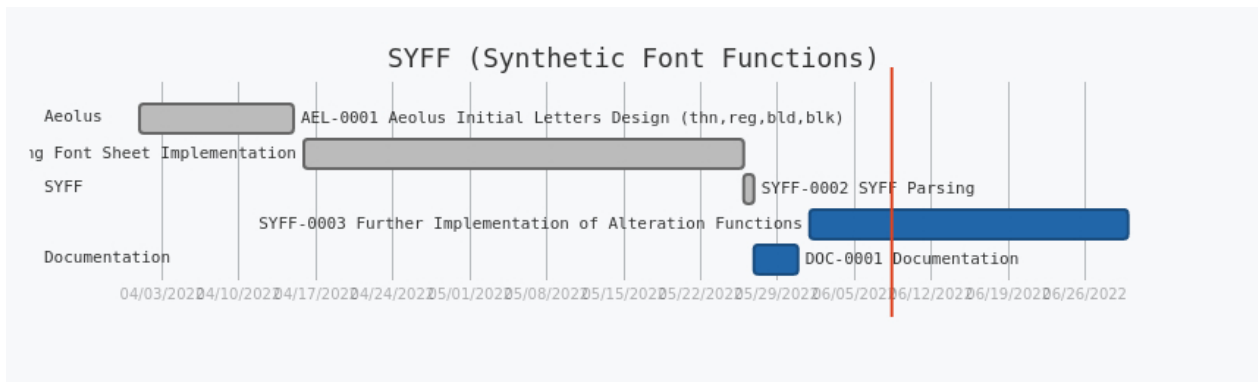 SYFF (Synthetic Font Functions)
Aeolus
AEL-0001 Aeolus Initial Letters Design (thn,reg,bld,blk)
Font Sheet Implementation
SYFF
SYFF-0002 SYFF Parsing
SYFF-0003 Further Implementation of Alteration Functions
Documentation
DOC-0001 Documentation
04/03/2022 04/10/2022 04/17/2022 04/24/2022 05/01/2022 05/08/2022 05/15/2022 05/22/2022 05/29/2022 06/05/2022 06/12/2022 06/19/2022 06/26/2022